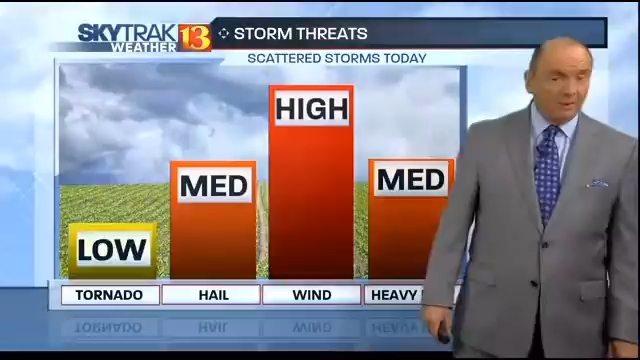 SKYTRAK 13
WEATHER
STORM THREATS
SCATTERED STORMS TODAY
LOW
MED
HIGH
MED
TORNADO
HAIL
WIND
HEAVY